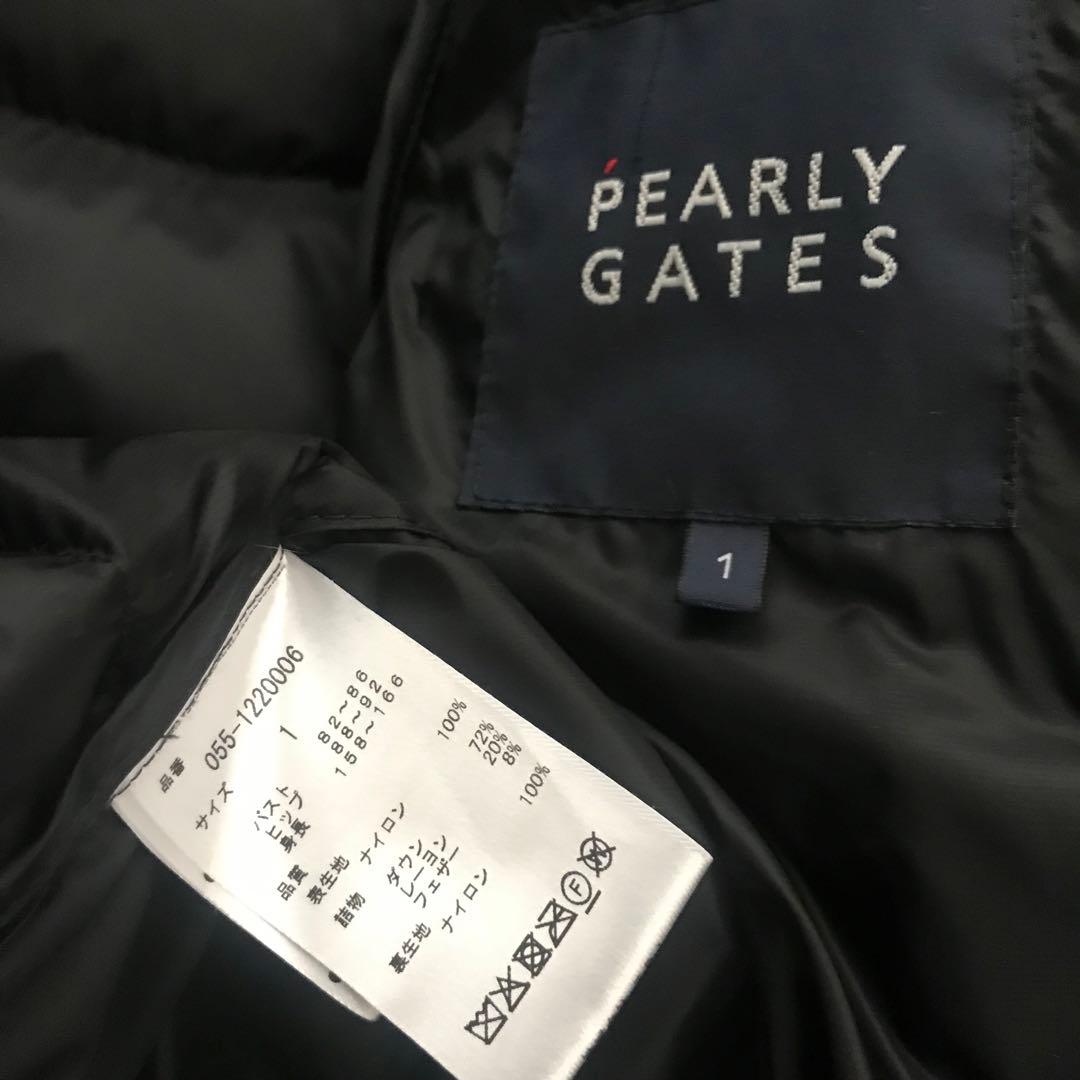 PEARLY
GATES
1
品番 055-1220006
サイズ 1
バスト 82~86
ヒップ 88~92
身長 158~166
品質
表生地 ナイロン 100%
詰物 ダウン 72%
レーヨン 20%
フェザー 8%
裏生地 ナイロン 100%
F
W